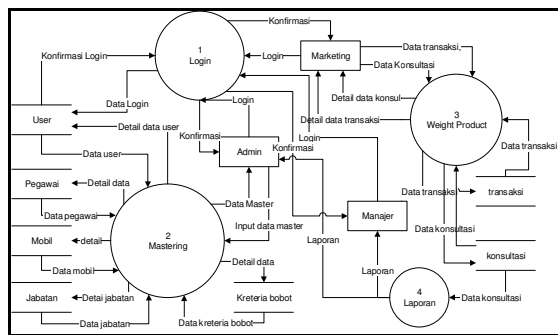 Konfirmasi
1
Login
Konfirmasi Login
Login
Marketing
Data transaksi,
Data Konsultasi
Data Login
Login
Detail data konsul
User
Detail data user
Konfirmasi
Detail data transaksi
Login
Konfirmasi
3
Weight Product
Data transaksi
Data user
Admin
Pegawai
Detail data
Data Master
Data transaksi
transaksi
Data pegawai
2
Mastering
Input data master
Manajer
Data konsultasi
Mobil
detail
Laporan
konsultasi
Data mobil
Detail data
Laporan
4
Laporan
Data konsultasi
Jabatan
Detai jabatan
Kreteria bobot
Data jabatan
Data kreteria bobot